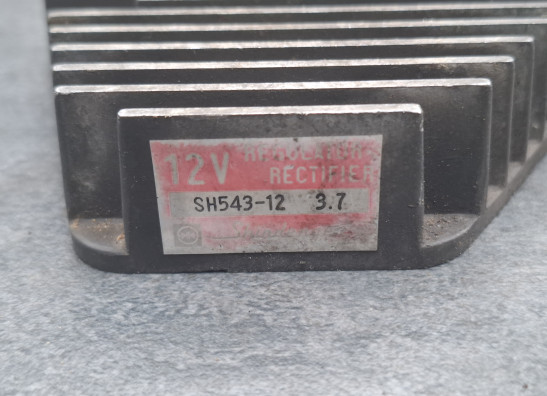 12V REGULATOR
RECTIFIER
SH543-12 3.7